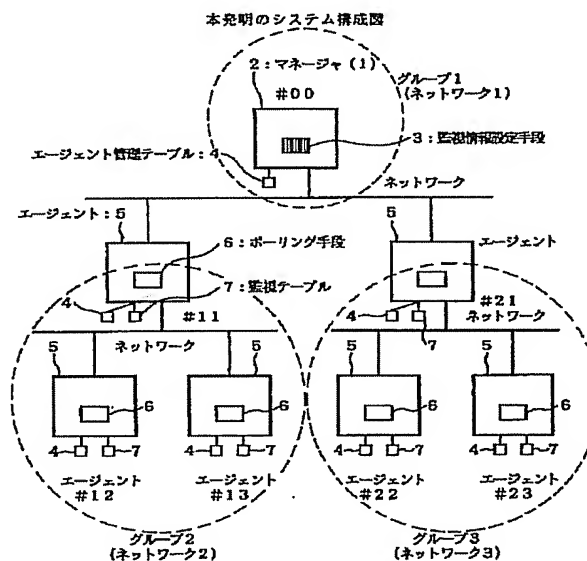 本発明のシステム構成図
2:マネージャ(1)
#00
グループ1
(ネットワーク1)
3:監視情報設定手段
エージェント管理テーブル:4
ネットワーク
エージェント:5
5
エージェント
6:ポーリング手段
4
7:監視テーブル
#11
4
7
#21
ネットワーク
ネットワーク
5
5
5
5
6
6
6
6
4
7
4
7
4
7
4
7
エージェント
#12
エージェント
#13
エージェント
#22
エージェント
#23
グループ2
(ネットワーク2)
グループ3
(ネットワーク3)